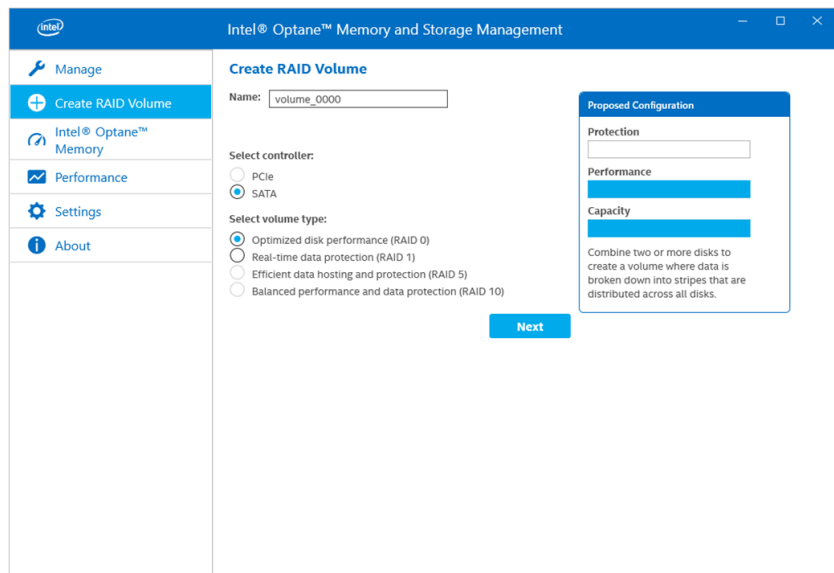 intel
Intel® Optane™ Memory and Storage Management
Manage
Create RAID Volume
Intel® Optane™
Memory
Performance
Settings
About
Create RAID Volume
Name:
volume_0000
Select controller:
PCIe
SATA
Select volume type:
Optimized disk performance (RAID 0)
Real-time data protection (RAID 1)
Efficient data hosting and protection (RAID 5)
Balanced performance and data protection (RAID 10)
Next
Proposed Configuration
Protection
Performance
Capacity
Combine two or more disks to
create a volume where data is
broken down into stripes that are
distributed across all disks.